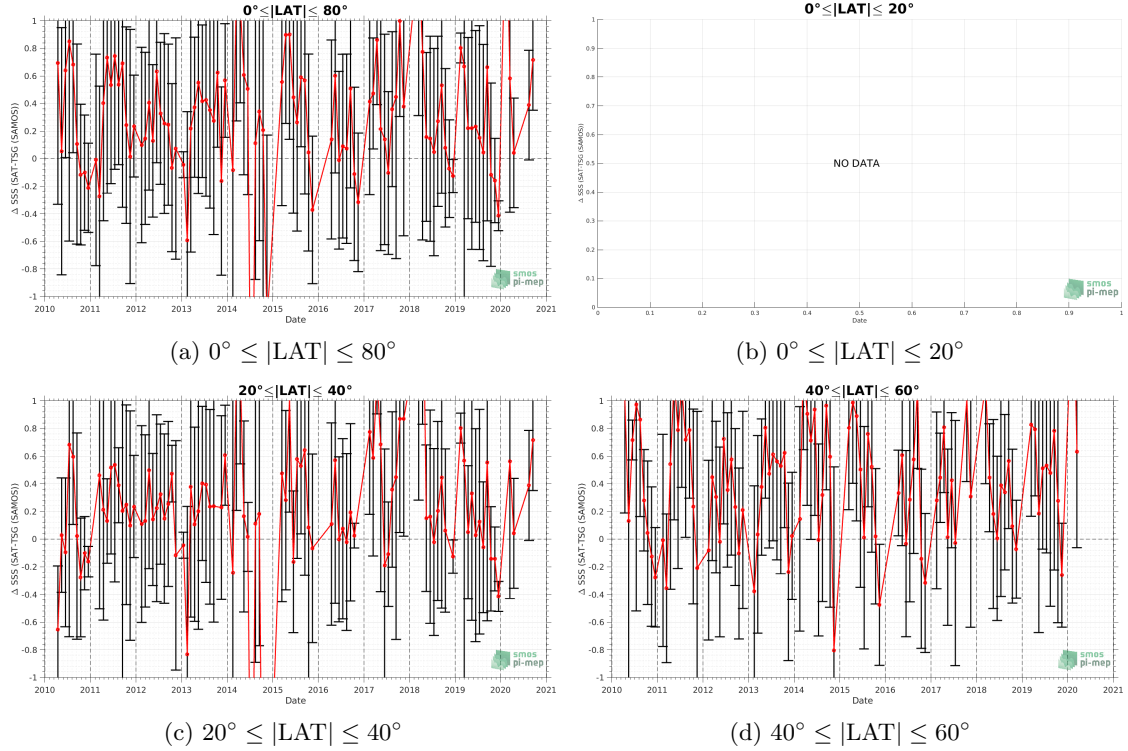 0°≤|LAT|≤ 80°
Δ SSS (SAT-TSG (SAMOS))
1
0.8
0.6
0.4
0.2
0
-0.2
-0.4
-0.6
-0.8
-1
2010 2011 2012 2013 2014 2015 2016 2017 2018 2019 2020 2021
Date
smos
pi-mep
(a) 0° ≤ |LAT| ≤ 80°
0°≤|LAT|≤ 20°
Δ SSS (SAT-TSG (SAMOS))
1
0.9
0.8
0.7
0.6
0.5
0.4
0.3
0.2
0.1
0
NO DATA
0 0.1 0.2 0.3 0.4 0.5 0.6 0.7 0.8 0.9 1
Date
smos
pi-mep
(b) 0° ≤ |LAT| ≤ 20°
20°≤|LAT|≤ 40°
Δ SSS (SAT-TSG (SAMOS))
1
0.8
0.6
0.4
0.2
0
-0.2
-0.4
-0.6
-0.8
-1
2010 2011 2012 2013 2014 2015 2016 2017 2018 2019 2020 2021
Date
smos
pi-mep
(c) 20° ≤ |LAT| ≤ 40°
40°≤|LAT|≤ 60°
Δ SSS (SAT-TSG (SAMOS))
1
0.8
0.6
0.4
0.2
0
-0.2
-0.4
-0.6
-0.8
-1
2010 2011 2012 2013 2014 2015 2016 2017 2018 2019 2020 2021
Date
smos
pi-mep
(d) 40° ≤ |LAT| ≤ 60°